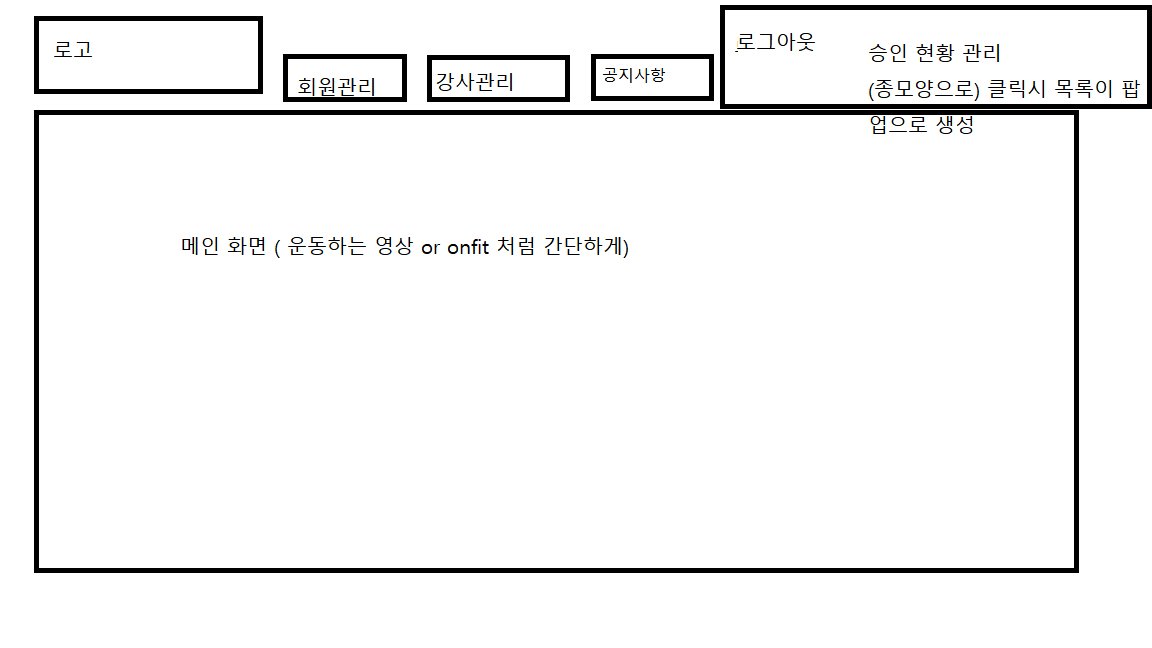 로고
회원관리
강사관리
공지사항
로그아웃
승인 현황 관리
(종모양으로) 클릭시 목록이 팝
업으로 생성
메인 화면 ( 운동하는 영상 or onfit 처럼 간단하게)